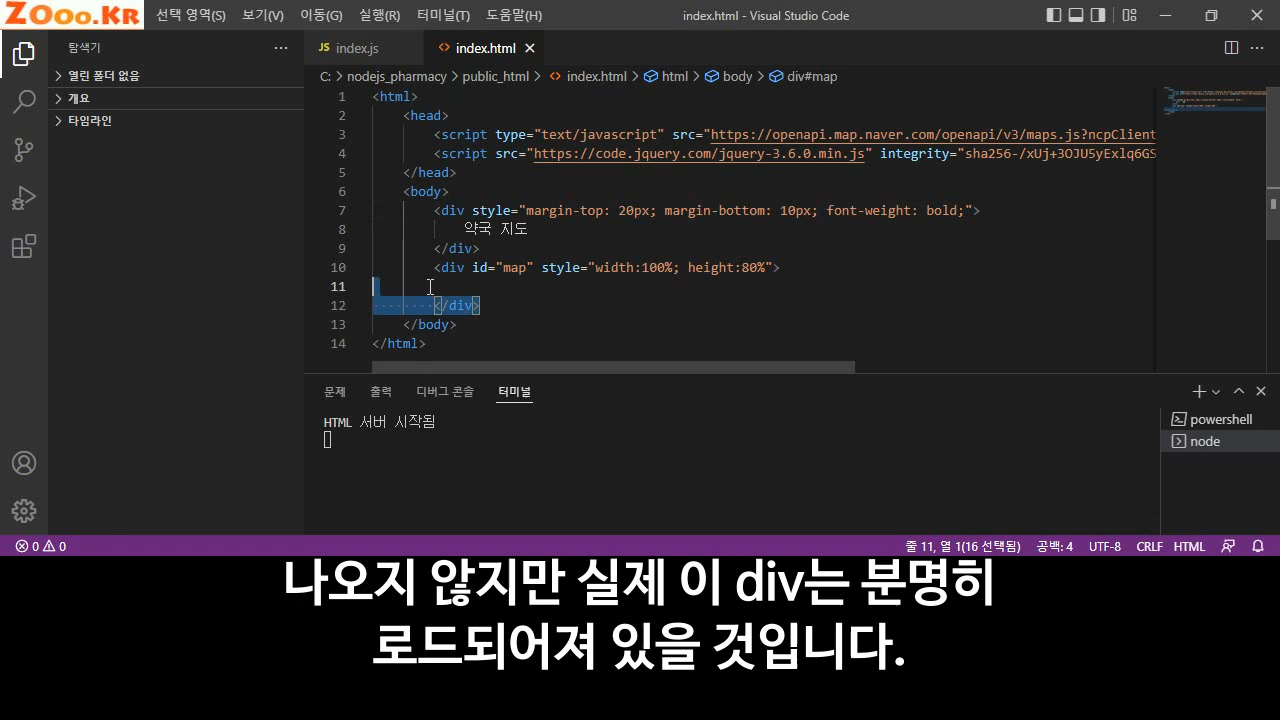 ZOoo.Kr 선택 영역(S) 보기(V) 이동(G) 실행(R) 터미널(T) 도움말(H) index.html - Visual Studio Code
탐색기 ···
열린 폴더 없음
개요
타임라인
JS index.js <> index.html
C: > nodejs_pharmacy > public_html > <> index.html > html > body > div#map
1 <html>
2 <head>
3 <script type="text/javascript" src="https://openapi.map.naver.com/openapi/v3/maps.js?ncpClient
4 <script src="https://code.jquery.com/jquery-3.6.0.min.js" integrity="sha256-/xUj+3OJU5yExlq6GS
5 </head>
6 <body>
7 <div style="margin-top: 20px; margin-bottom: 10px; font-weight: bold;">
8 약국 지도
9 </div>
10 <div id="map" style="width:100%; height:80%">
11
12 </div>
13 </body>
14 </html>
문제 출력 디버그 콘솔 터미널
HTML 서버 시작됨
powershell
node
0 0 줄 11, 열 1(16 선택됨) 공백: 4 UTF-8 CRLF HTML
나오지 않지만 실제 이 div는 분명히
로드되어져 있을 것입니다.